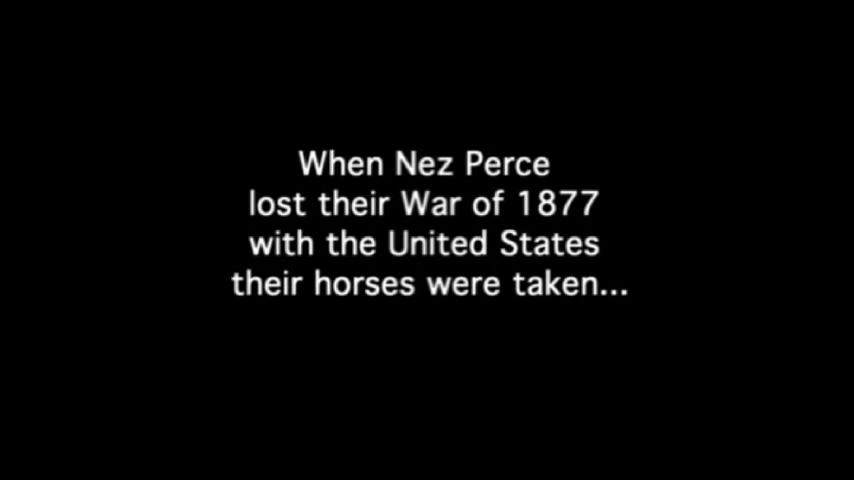 When Nez Perce
lost their War of 1877
with the United States
their horses were taken...